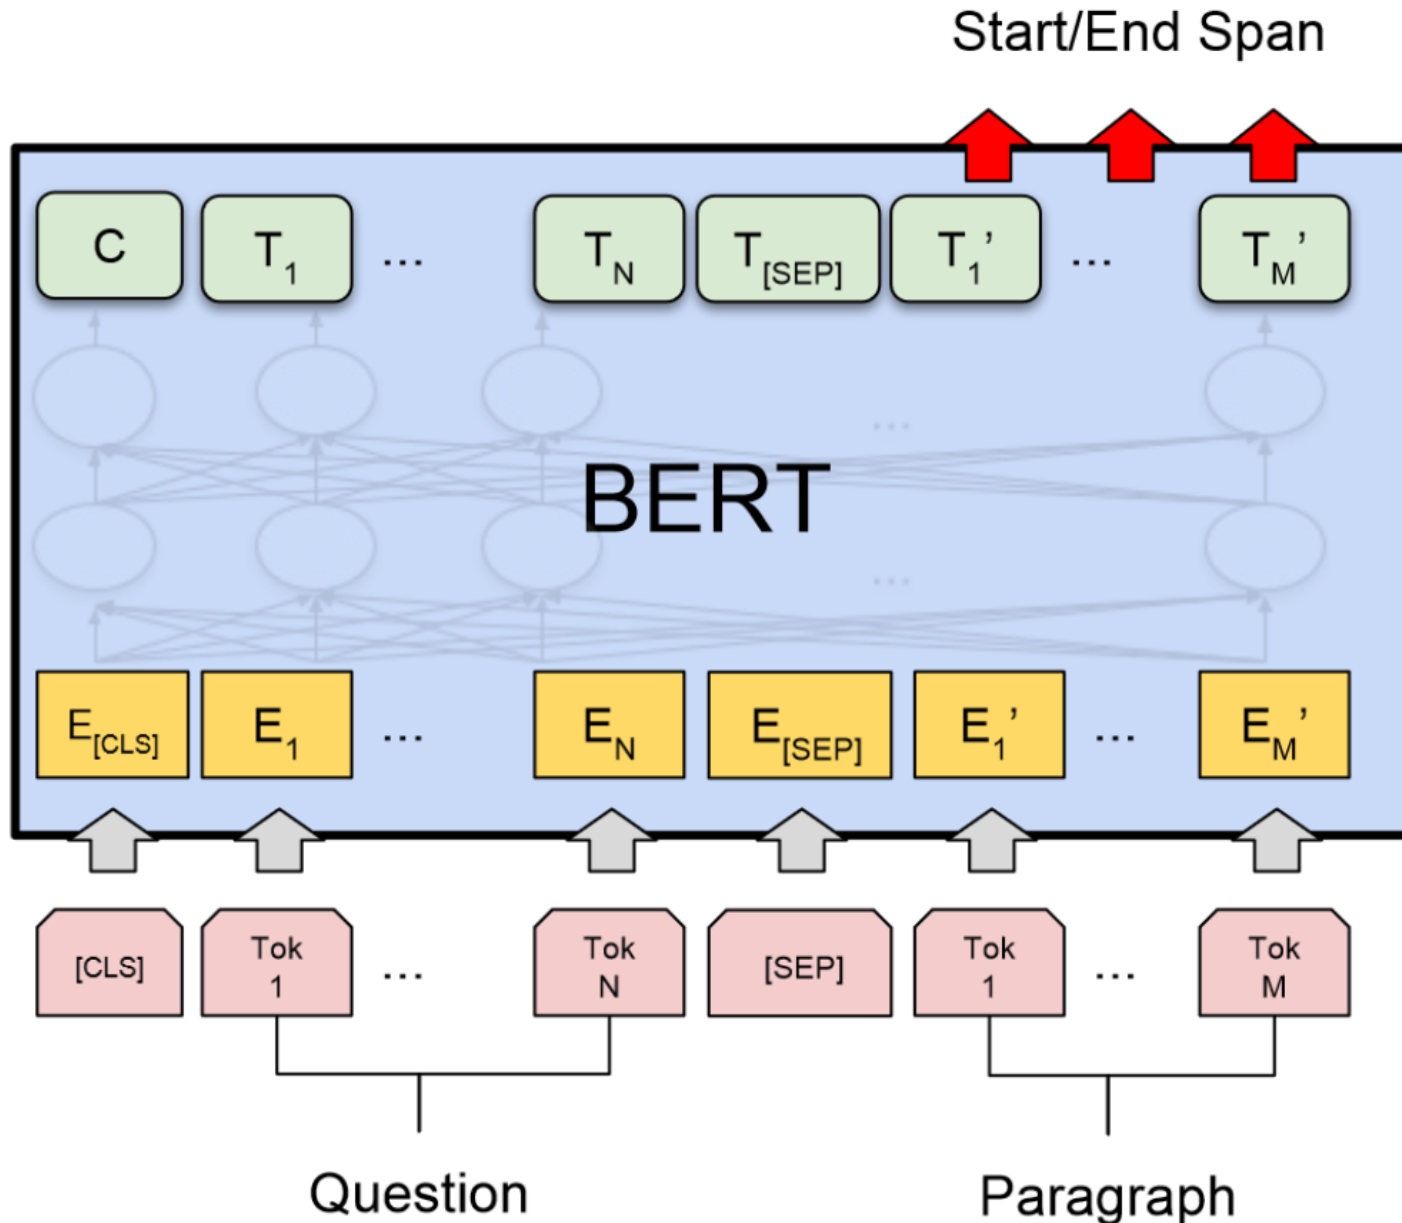 Start/End Span
C T1 ... TN T[SEP] T1’ ... TM’
...
BERT
...
E[CLS] E1 ... EN E[SEP] E1’ ... EM’
[CLS] Tok 1 ... Tok N [SEP] Tok 1 ... Tok M
Question Paragraph